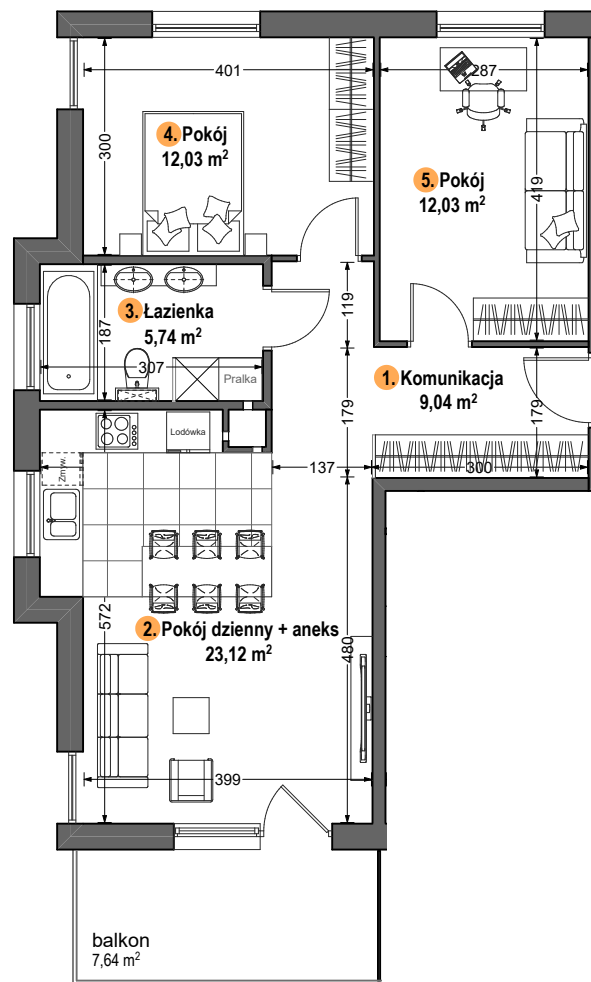 401
287
300
4. Pokój
12,03 m²
5. Pokój
12,03 m²
419
119
3. Łazienka
5,74 m²
187
307
Pralka
1. Komunikacja
9,04 m²
179
179
Lodówka
Zmyw.
137
300
572
2. Pokój dzienny + aneks
23,12 m²
480
399
balkon
7,64 m²